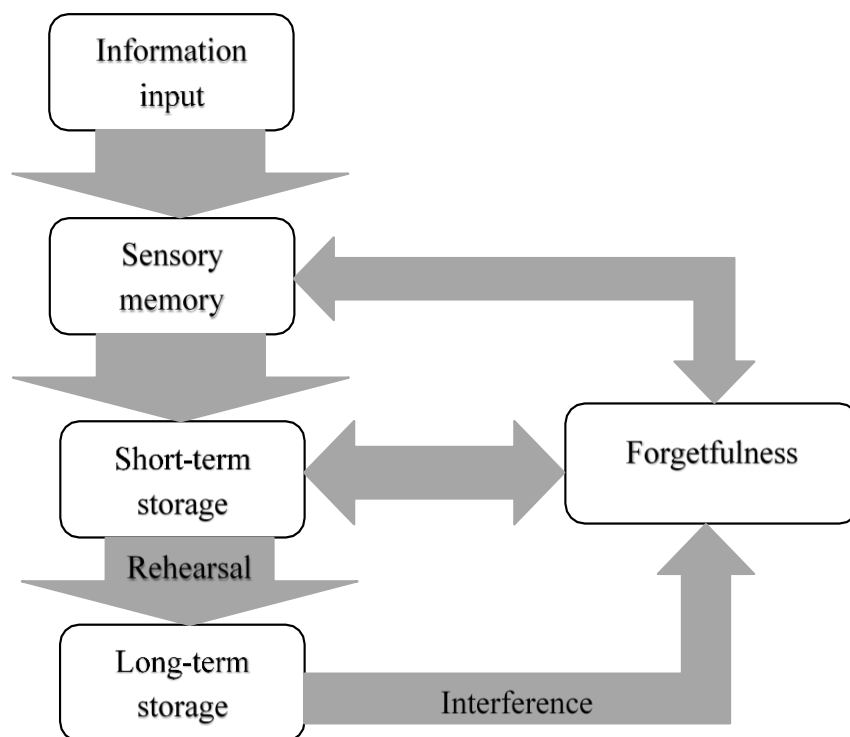 Information
input
Sensory
memory
Short-term
storage
Forgetfulness
Rehearsal
Long-term
storage
Interference